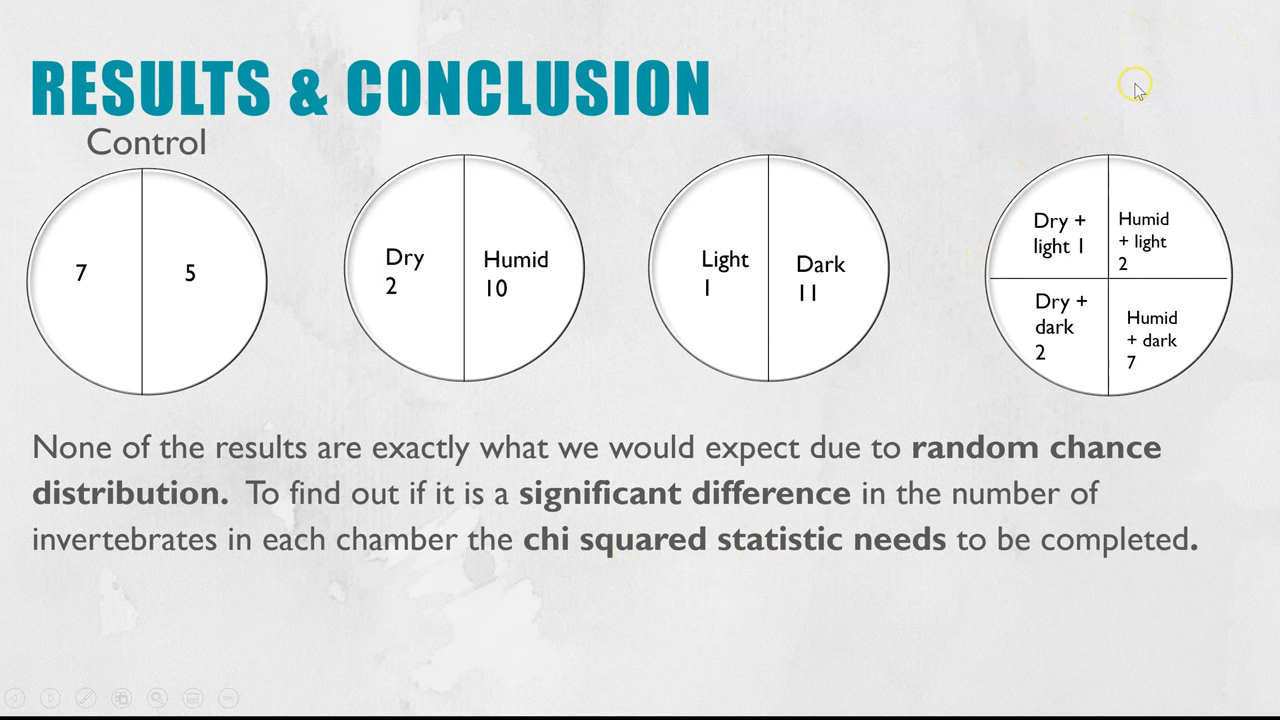 RESULTS & CONCLUSION
Control
7
5
Dry
2
Humid
10
Light
1
Dark
11
Dry +
light 1
Humid
+ light
2
Dry +
dark
2
Humid
+ dark
7
None of the results are exactly what we would expect due to random chance
distribution. To find out if it is a significant difference in the number of
invertebrates in each chamber the chi squared statistic needs to be completed.